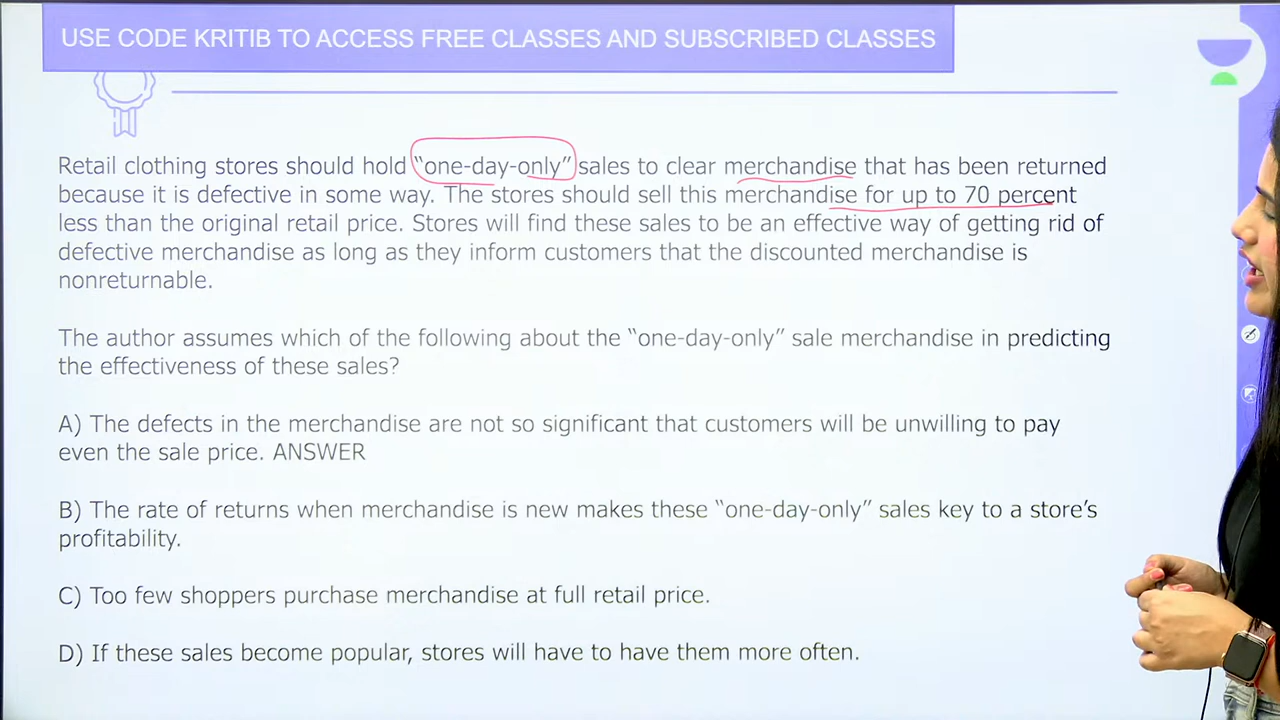 USE CODE KRITIB TO ACCESS FREE CLASSES AND SUBSCRIBED CLASSES
Retail clothing stores should hold “one-day-only” sales to clear merchandise that has been returned
because it is defective in some way. The stores should sell this merchandise for up to 70 percent
less than the original retail price. Stores will find these sales to be an effective way of getting rid of
defective merchandise as long as they inform customers that the discounted merchandise is
nonreturnable.
The author assumes which of the following about the “one-day-only” sale merchandise in predicting
the effectiveness of these sales?
A) The defects in the merchandise are not so significant that customers will be unwilling to pay
even the sale price. ANSWER
B) The rate of returns when merchandise is new makes these “one-day-only” sales key to a store’s
profitability.
C) Too few shoppers purchase merchandise at full retail price.
D) If these sales become popular, stores will have to have them more often.